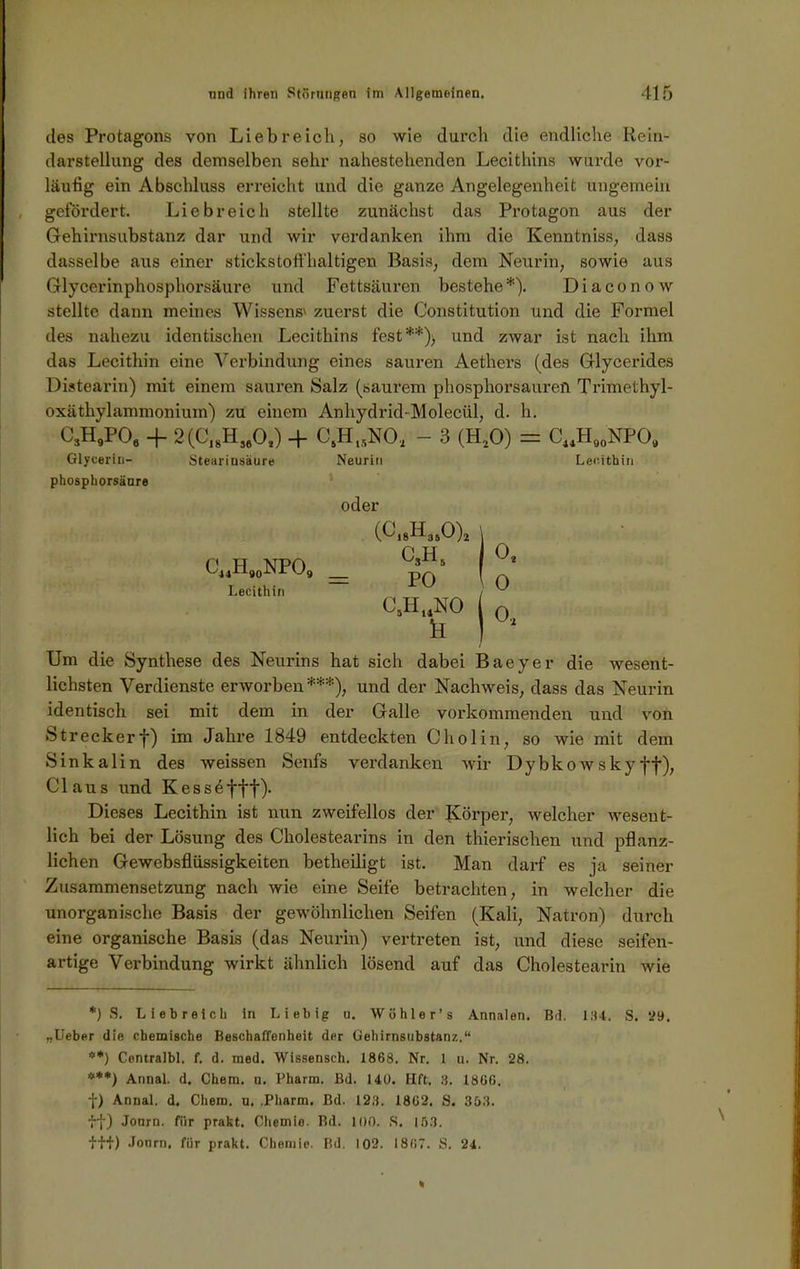 und ihren Störungen im Allgemeinen. 415
des Protagons von Liebreich, so wie durch die endliche Rein-
darstellung des demselben sehr nahestehenden Lecithins wurde vor-
läufig ein Abschluss erreicht und die ganze Angelegenheit ungemein
gefördert. Liebreich stellte zunächst das Protagon aus der
Gehirnsubstanz dar und wir verdanken ihm die Kenntniss, dass
dasselbe aus einer stickstoffhaltigen Basis, dem Neurin, sowie aus
Glycerinphosphorsäure und Fettsäuren bestehe*). Diaconow
stellte dann meines Wissens zuerst die Constitution und die Formel
des nahezu identischen Lecithins fest**), und zwar ist nach ihm
das Lecithin eine Verbindung eines sauren Aethers (des Glycerides
Distearin) mit einem sauren Salz (saurem phosphorsauren Trimethyl-
oxäthylammonium) zu einem Anhydrid-Molecül, d. h.
C₃H₉PO₆ + 2(C₁₈H₃₆O₂) + C₅H₁₅NO₂ - 3 (H₂O) = C₄₄H₉₀NPO₉
Glycerin- Stearinsäure Neurin Lecithin
phosphorsäure
oder
(C₁₈H₃₅O)₂
C₃H₅ O₂
C₄₄H₉₀NPO₉ = PO O
Lecithin
C₅H₁₄NO O₂
H
Um die Synthese des Neurins hat sich dabei Baeyer die wesent-
lichsten Verdienste erworben***), und der Nachweis, dass das Neurin
identisch sei mit dem in der Galle vorkommenden und von
Strecker†) im Jahre 1849 entdeckten Cholin, so wie mit dem
Sinkalin des weissen Senfs verdanken wir Dybkowsky††),
Claus und Kessé†††).
Dieses Lecithin ist nun zweifellos der Körper, welcher wesent-
lich bei der Lösung des Cholestearins in den thierischen und pflanz-
lichen Gewebsflüssigkeiten betheiligt ist. Man darf es ja seiner
Zusammensetzung nach wie eine Seife betrachten, in welcher die
unorganische Basis der gewöhnlichen Seifen (Kali, Natron) durch
eine organische Basis (das Neurin) vertreten ist, und diese seifen-
artige Verbindung wirkt ähnlich lösend auf das Cholestearin wie
*) S. Liebreich in Liebig u. Wöhler's Annalen. Bd. 134. S. 29.
„Ueber die chemische Beschaffenheit der Gehirnsubstanz.“
**) Centralbl. f. d. med. Wissensch. 1868. Nr. 1 u. Nr. 28.
***) Annal. d. Chem. u. Pharm. Bd. 140. Hft. 3. 1866.
†) Annal. d. Chem. u. Pharm. Bd. 123. 1862. S. 353.
††) Journ. für prakt. Chemie. Bd. 100. S. 153.
†††) Journ. für prakt. Chemie. Bd. 102. 1867. S. 24.